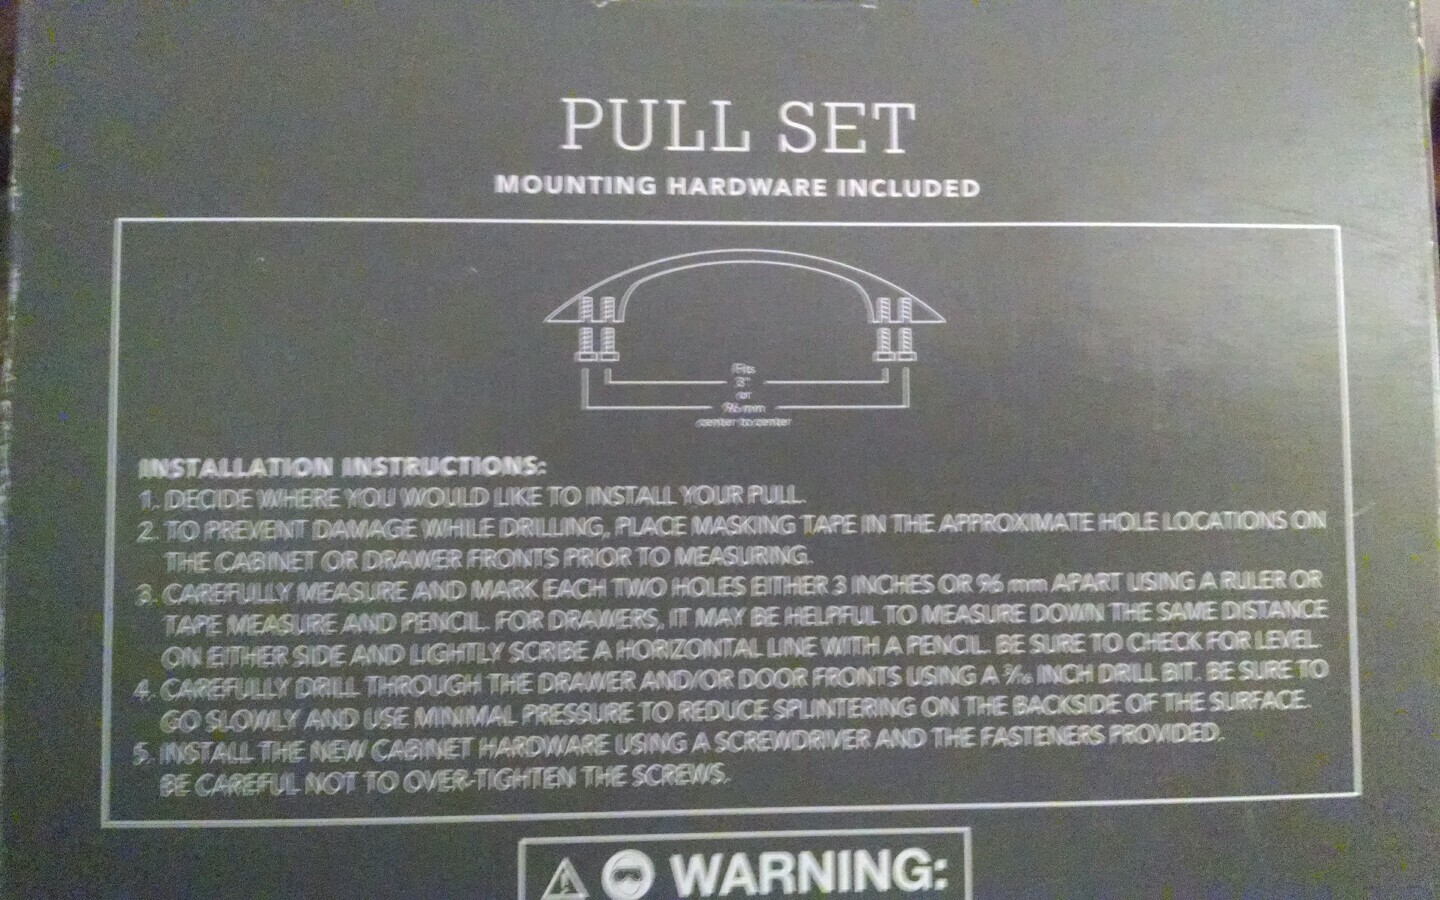 PULL SET
MOUNTING HARDWARE INCLUDED
Fits
3"
or
96 mm
center to center
INSTALLATION INSTRUCTIONS:
1. DECIDE WHERE YOU WOULD LIKE TO INSTALL YOUR PULL.
2. TO PREVENT DAMAGE WHILE DRILLING, PLACE MASKING TAPE IN THE APPROXIMATE HOLE LOCATIONS ON
THE CABINET OR DRAWER FRONTS PRIOR TO MEASURING.
3. CAREFULLY MEASURE AND MARK EACH TWO HOLES EITHER 3 INCHES OR 96 mm APART USING A RULER OR
TAPE MEASURE AND PENCIL. FOR DRAWERS, IT MAY BE HELPFUL TO MEASURE DOWN THE SAME DISTANCE
ON EITHER SIDE AND LIGHTLY SCRIBE A HORIZONTAL LINE WITH A PENCIL. BE SURE TO CHECK FOR LEVEL.
4. CAREFULLY DRILL THROUGH THE DRAWER AND/OR DOOR FRONTS USING A 3/16 INCH DRILL BIT. BE SURE TO
GO SLOWLY AND USE MINIMAL PRESSURE TO REDUCE SPLINTERING ON THE BACKSIDE OF THE SURFACE.
5. INSTALL THE NEW CABINET HARDWARE USING A SCREWDRIVER AND THE FASTENERS PROVIDED.
BE CAREFUL NOT TO OVER-TIGHTEN THE SCREWS.
WARNING: